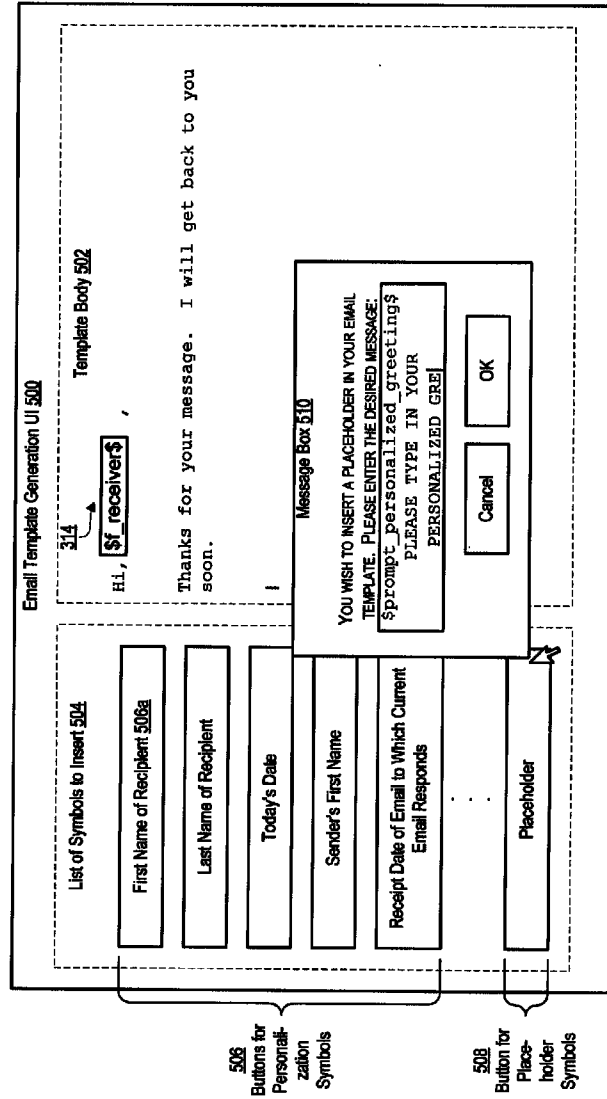 Email Template Generation UI 500
506
Buttons for
Personali-
zation
Symbols
508
Button for
Place-
holder
Symbols
List of Symbols to Insert 504
First Name of Recipient 506a
Last Name of Recipient
Today's Date
Sender's First Name
Receipt Date of Email to Which Current
Email Responds
. . .
Placeholder
Template Body 502
314
Hi, $f_receiver$ ,
Thanks for your message. I will get back to you
soon.
Message Box 510
YOU WISH TO INSERT A PLACEHOLDER IN YOUR EMAIL
TEMPLATE. PLEASE ENTER THE DESIRED MESSAGE:
$prompt_personalized_greeting$
PLEASE TYPE IN YOUR
PERSONALIZED GRE
Cancel
OK